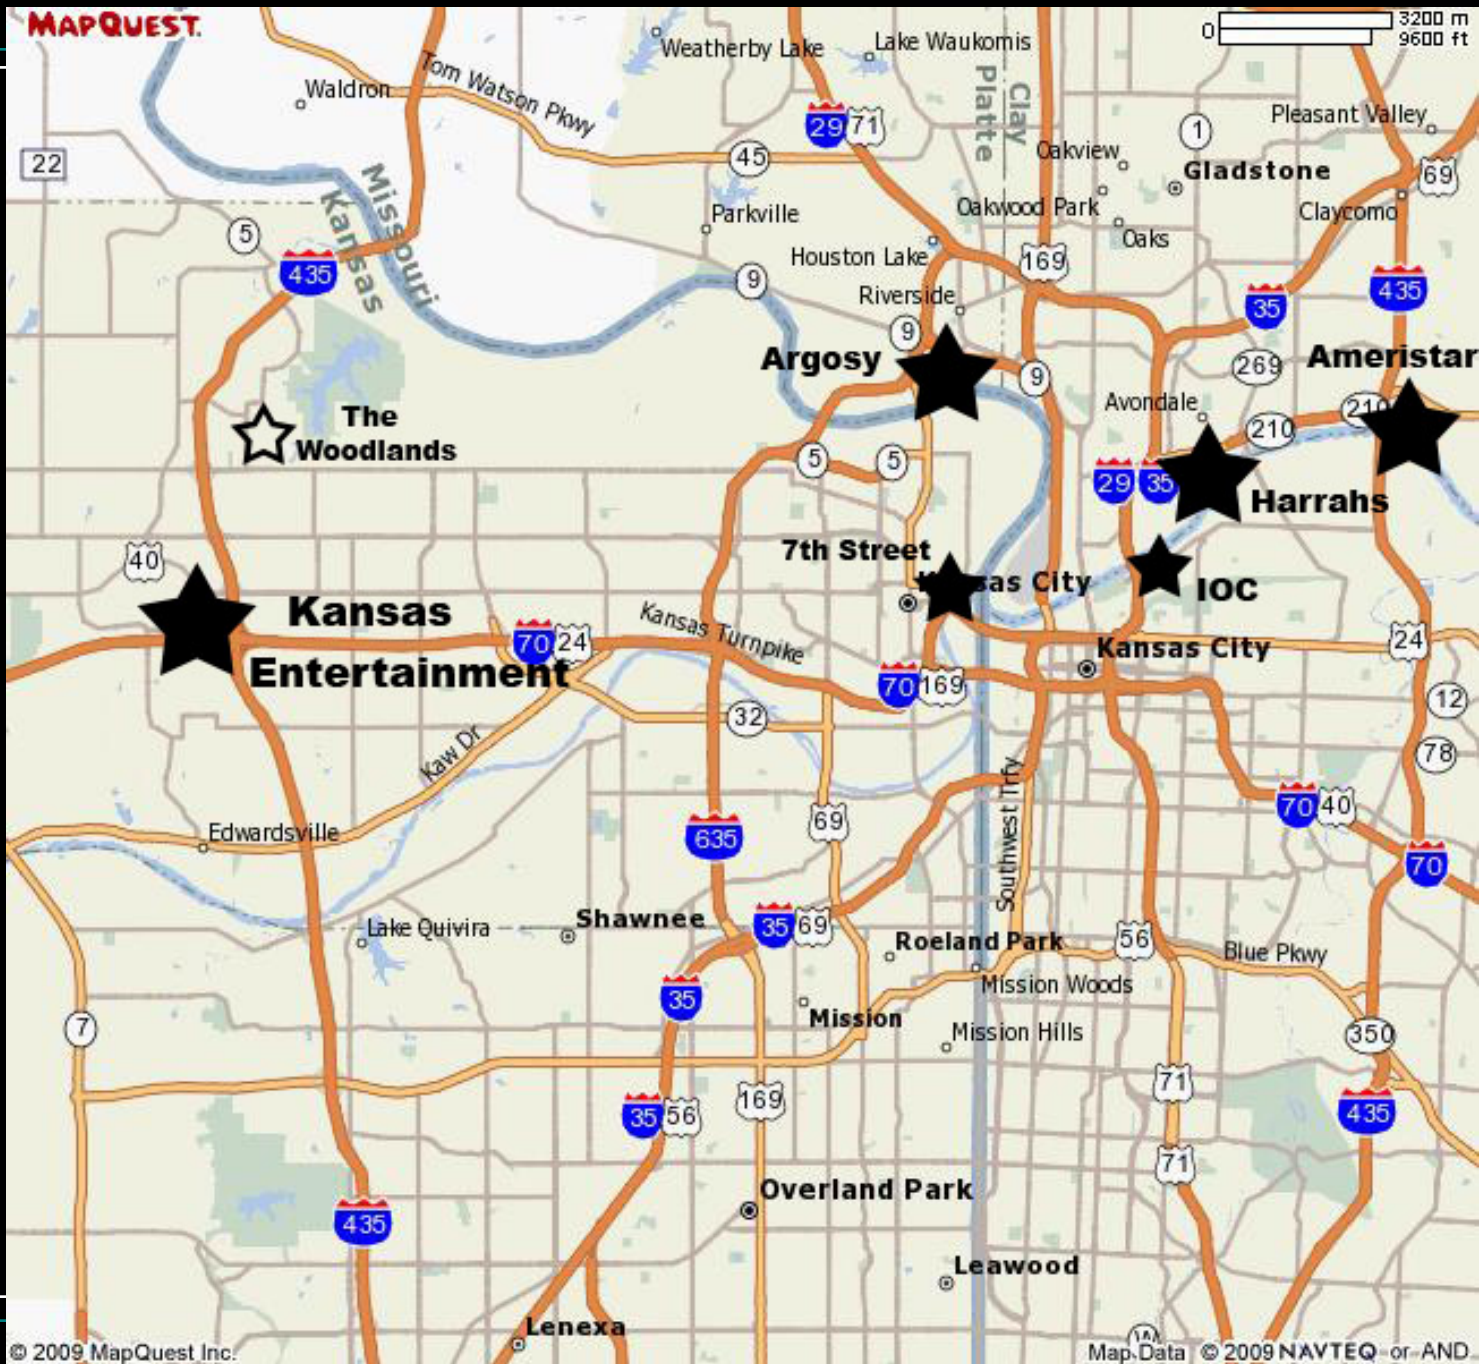 MAPQUEST.
0
3200 m
9600 ft
Weatherby Lake
Lake Waukomis
Tom Watson Pkwy
Waldron
Platte
Clay
29
71
1
Pleasant Valley
22
45
Oakview
Gladstone
69
Missouri
Kansas
Parkville
Oakwood Park
Claycomo
5
Oaks
Houston Lake
169
435
9
Riverside
35
435
9
Argosy
Ameristar
269
9
The
Woodlands
Avondale
210
210
5
5
29
35
Harrahs
40
7th Street
Kansas
IOC
sas City
Kansas Turnpike
70
24
24
Kansas City
Entertainment
70
169
12
32
Kaw Dr
78
Southwest Trfy
70
40
Edwardsville
69
635
70
Lake Quivira
Shawnee
35
69
Roeland Park
56
Blue Pkwy
Mission Woods
35
Mission
Mission Hills
7
350
71
169
35
56
435
71
Overland Park
435
Leawood
Lenexa
© 2009 MapQuest Inc.
Map Data © 2009 NAVTEQ or AND